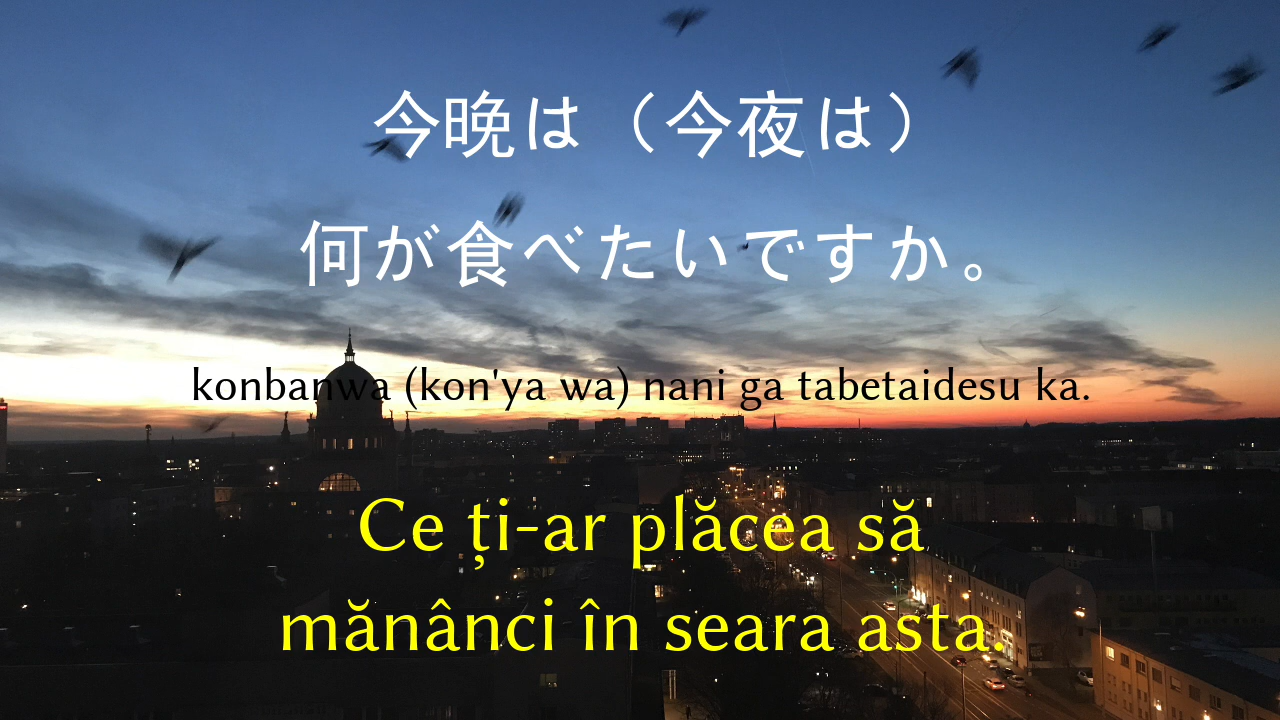 今晩は（今夜は）
何が食べたいですか。
konbanwa (kon'ya wa) nani ga tabetaidesu ka.
Ce ți-ar plăcea să
mănânci în seara asta.